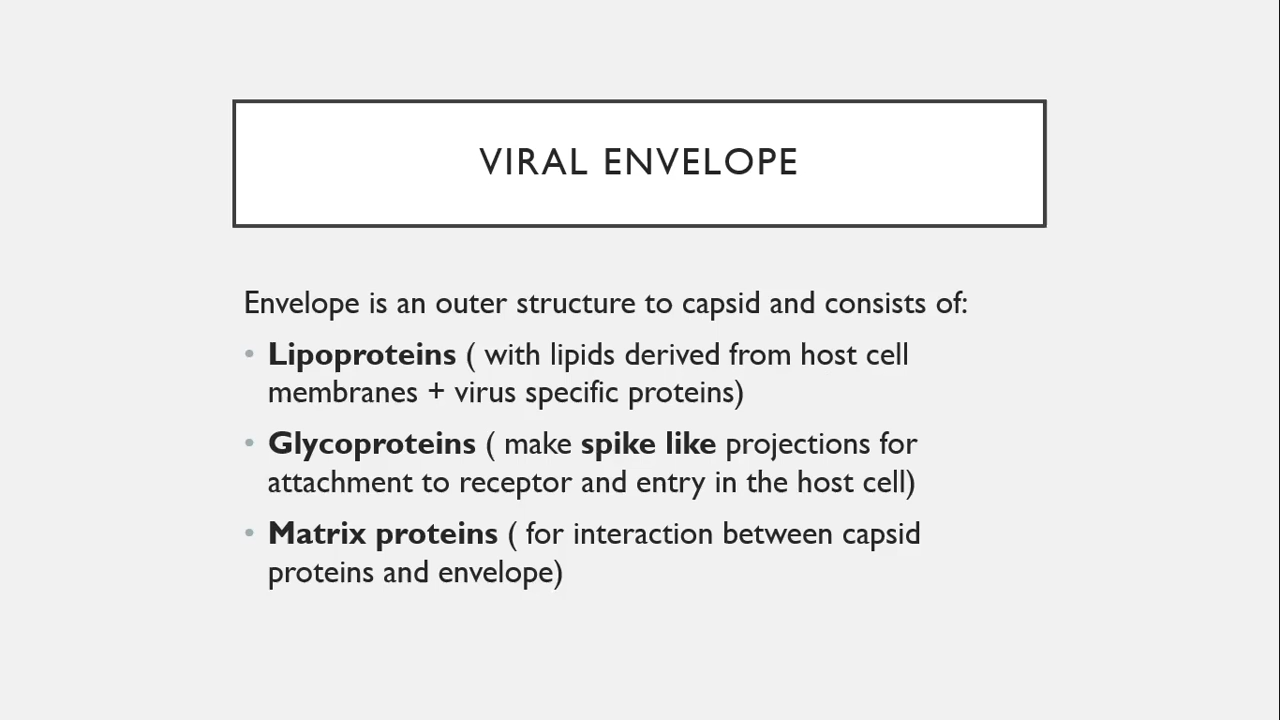 VIRAL ENVELOPE
Envelope is an outer structure to capsid and consists of:
• Lipoproteins ( with lipids derived from host cell
membranes + virus specific proteins)
• Glycoproteins ( make spike like projections for
attachment to receptor and entry in the host cell)
• Matrix proteins ( for interaction between capsid
proteins and envelope)